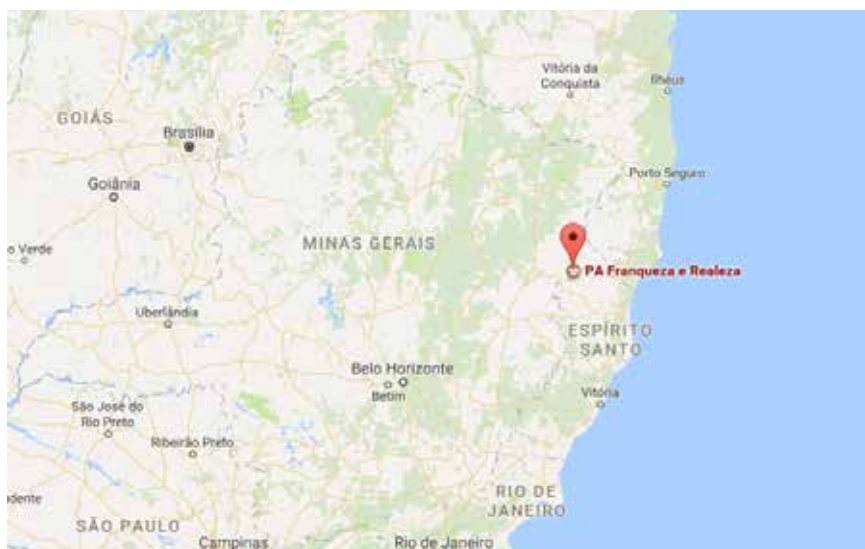 Vitória da
Conquista
Ilhéus
GOIÁS
Brasília
Goiânia
Porto Seguro
o Verde
MINAS GERAIS
PA Franqueza e Realeza
Uberlândia
ESPÍRITO
SANTO
Belo Horizonte
Betim
Vitória
São José do
Rio Preto
Ribeirão Preto
dente
RIO DE
JANEIRO
SÃO PAULO
Campinas
Rio de Janeiro